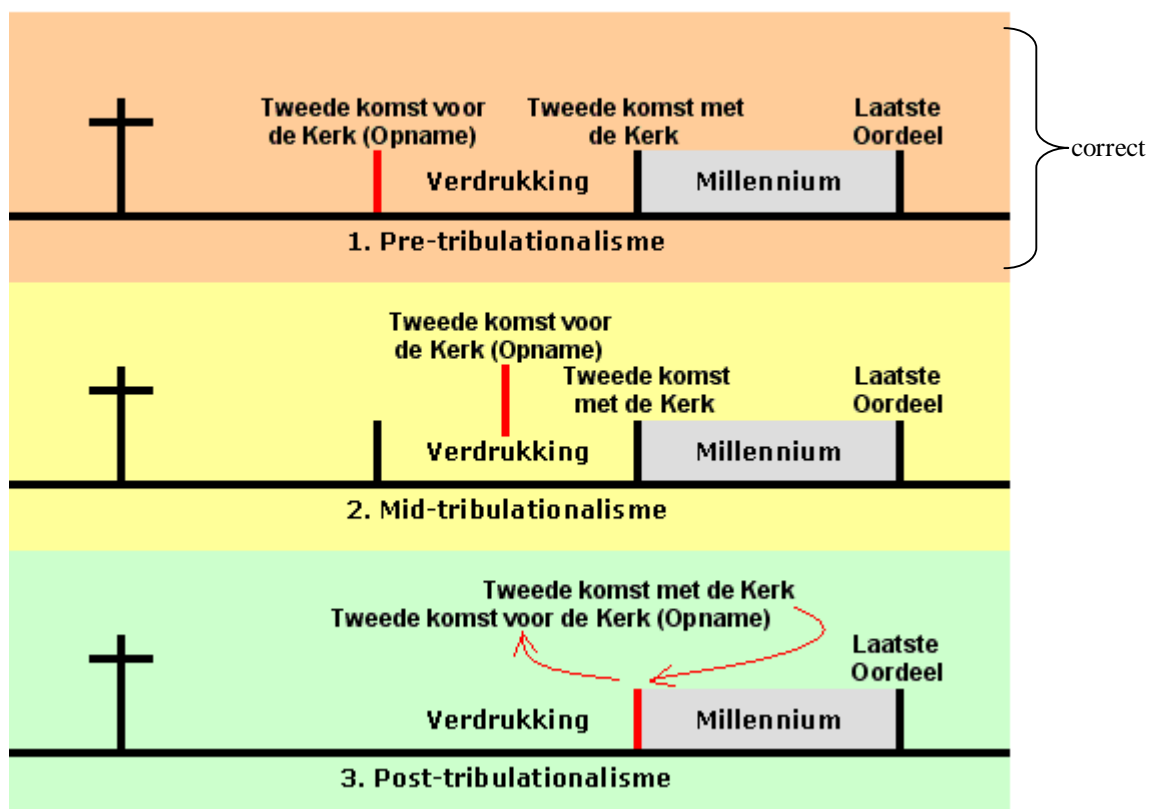 Tweede komst voor
de Kerk (Opname)
Tweede komst met
de Kerk
Laatste
Oordeel
Verdrukking
Millennium
1. Pre-tribulationalisme
correct
Tweede komst voor
de Kerk (Opname)
Tweede komst
met de Kerk
Laatste
Oordeel
Verdrukking
Millennium
2. Mid-tribulationalisme
Tweede komst met de Kerk
Tweede komst voor de Kerk (Opname)
Laatste
Oordeel
Verdrukking
Millennium
3. Post-tribulationalisme